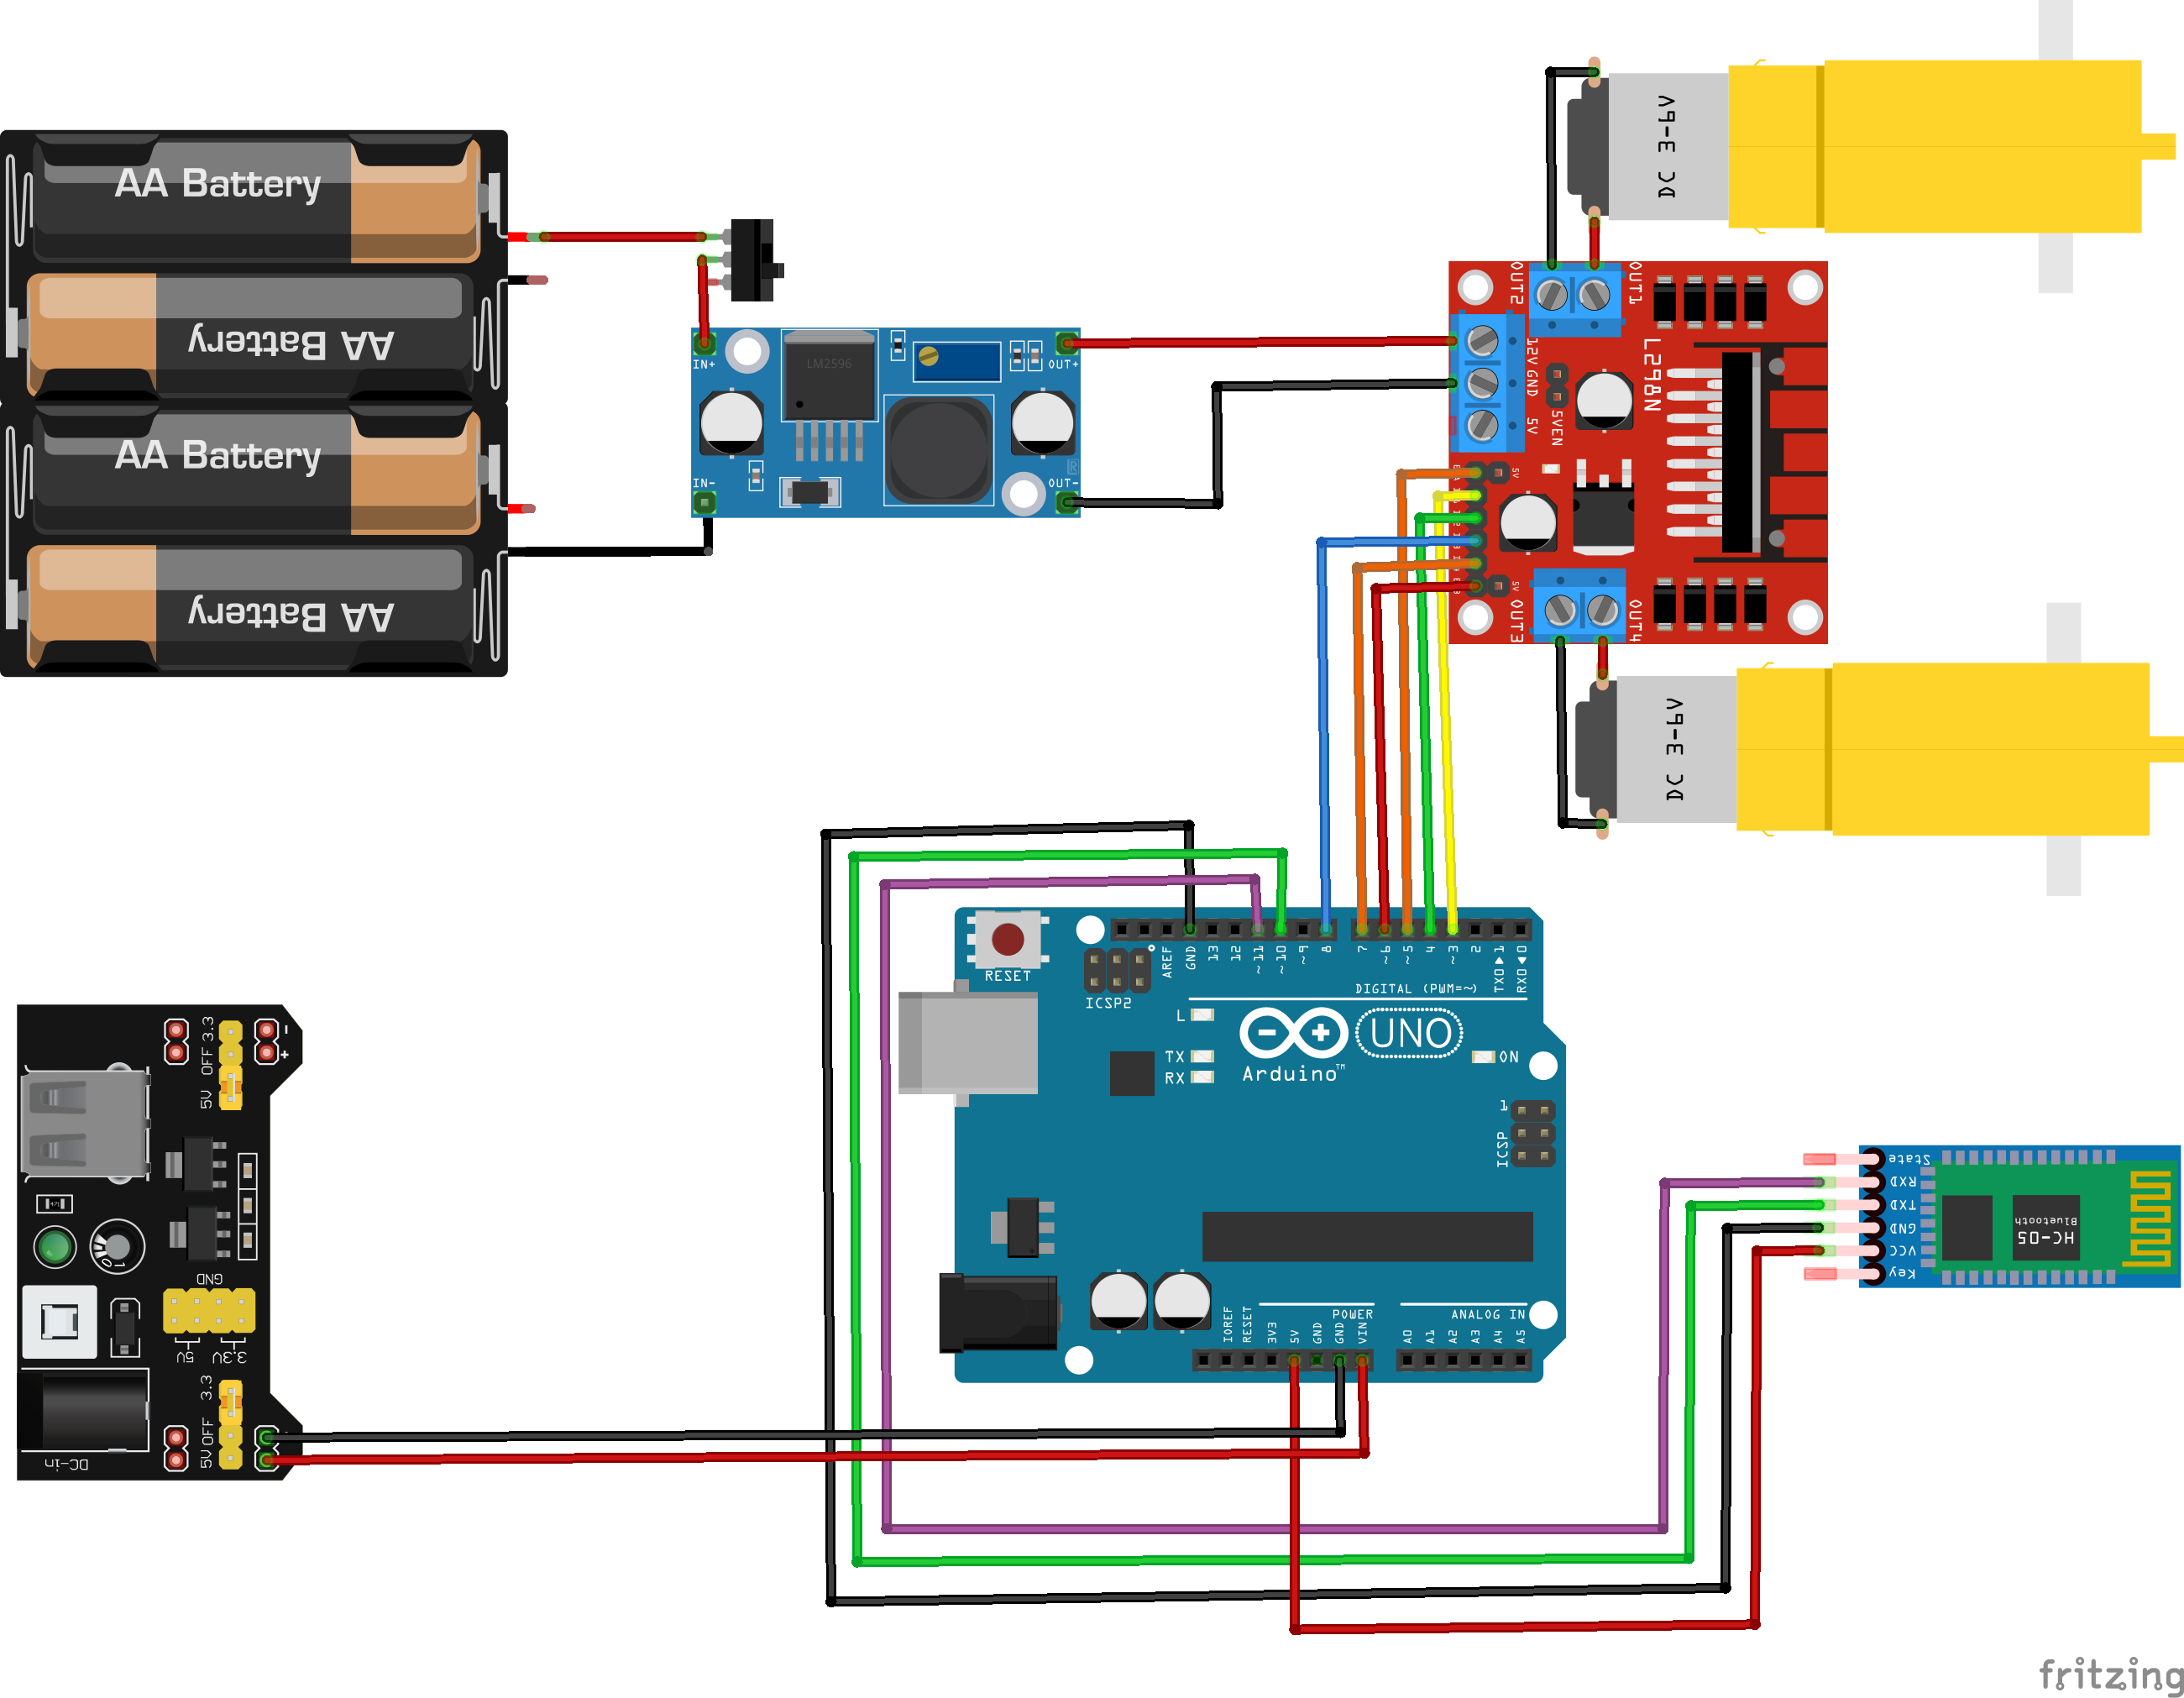 AA Battery
AA Battery
AA Battery
AA Battery
LM2596
IN+
OUT+
IN-
OUT-
DC 3-6V
OUT2
OUT1
12V
GND
5V
5VEN
L298N
5V
5V
OUT3
OUT4
DC 3-6V
RESET
ICSP2
AREF
GND
13
12
~11
~10
~9
8
7
~6
~5
4
~3
2
TX0▶1
RX0◀0
DIGITAL (PWM=~)
L
TX
RX
UNO
Arduino™
ON
1
ICSP
POWER
ANALOG IN
IOREF
RESET
3V3
5V
GND
GND
VIN
A0
A1
A2
A3
A4
A5
3.3
OFF
5V
-
+
GND
5V
3.3V
3.3
OFF
5V
DC-in
State
RXD
TXD
GND
VCC
Key
HC-05
Bluetooth
fritzing